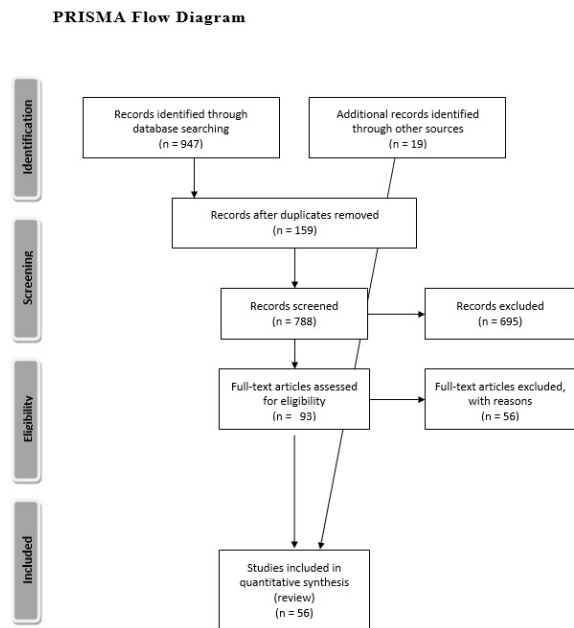 PRISMA Flow Diagram
Identification
Records identified through
database searching
(n = 947)
Additional records identified
through other sources
(n = 19)
Records after duplicates removed
(n = 159)
Screening
Records screened
(n = 788)
Records excluded
(n = 695)
Eligibility
Full-text articles assessed
for eligibility
(n = 93)
Full-text articles excluded,
with reasons
(n = 56)
Included
Studies included in
quantitative synthesis
(review)
(n = 56)